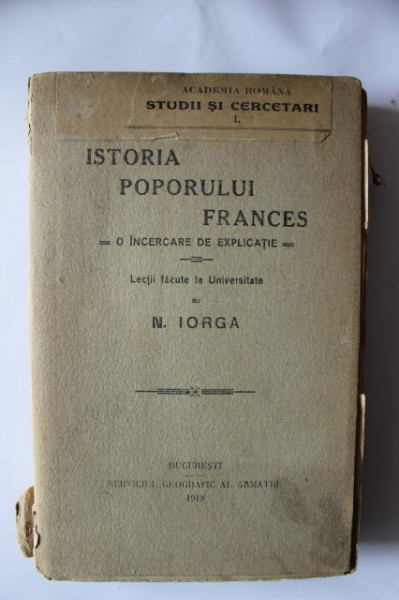 ACADEMIA ROMÂNĂ
STUDII ȘI CERCETARI
I.
ISTORIA
POPORULUI
FRANCES
= O ÎNCERCARE DE EXPLICAȚIE =
Lecții făcute la Universitate
de
N. IORGA
BUCUREȘTI
SERVICIUL GEOGRAFIC AL ARMATEI
1919